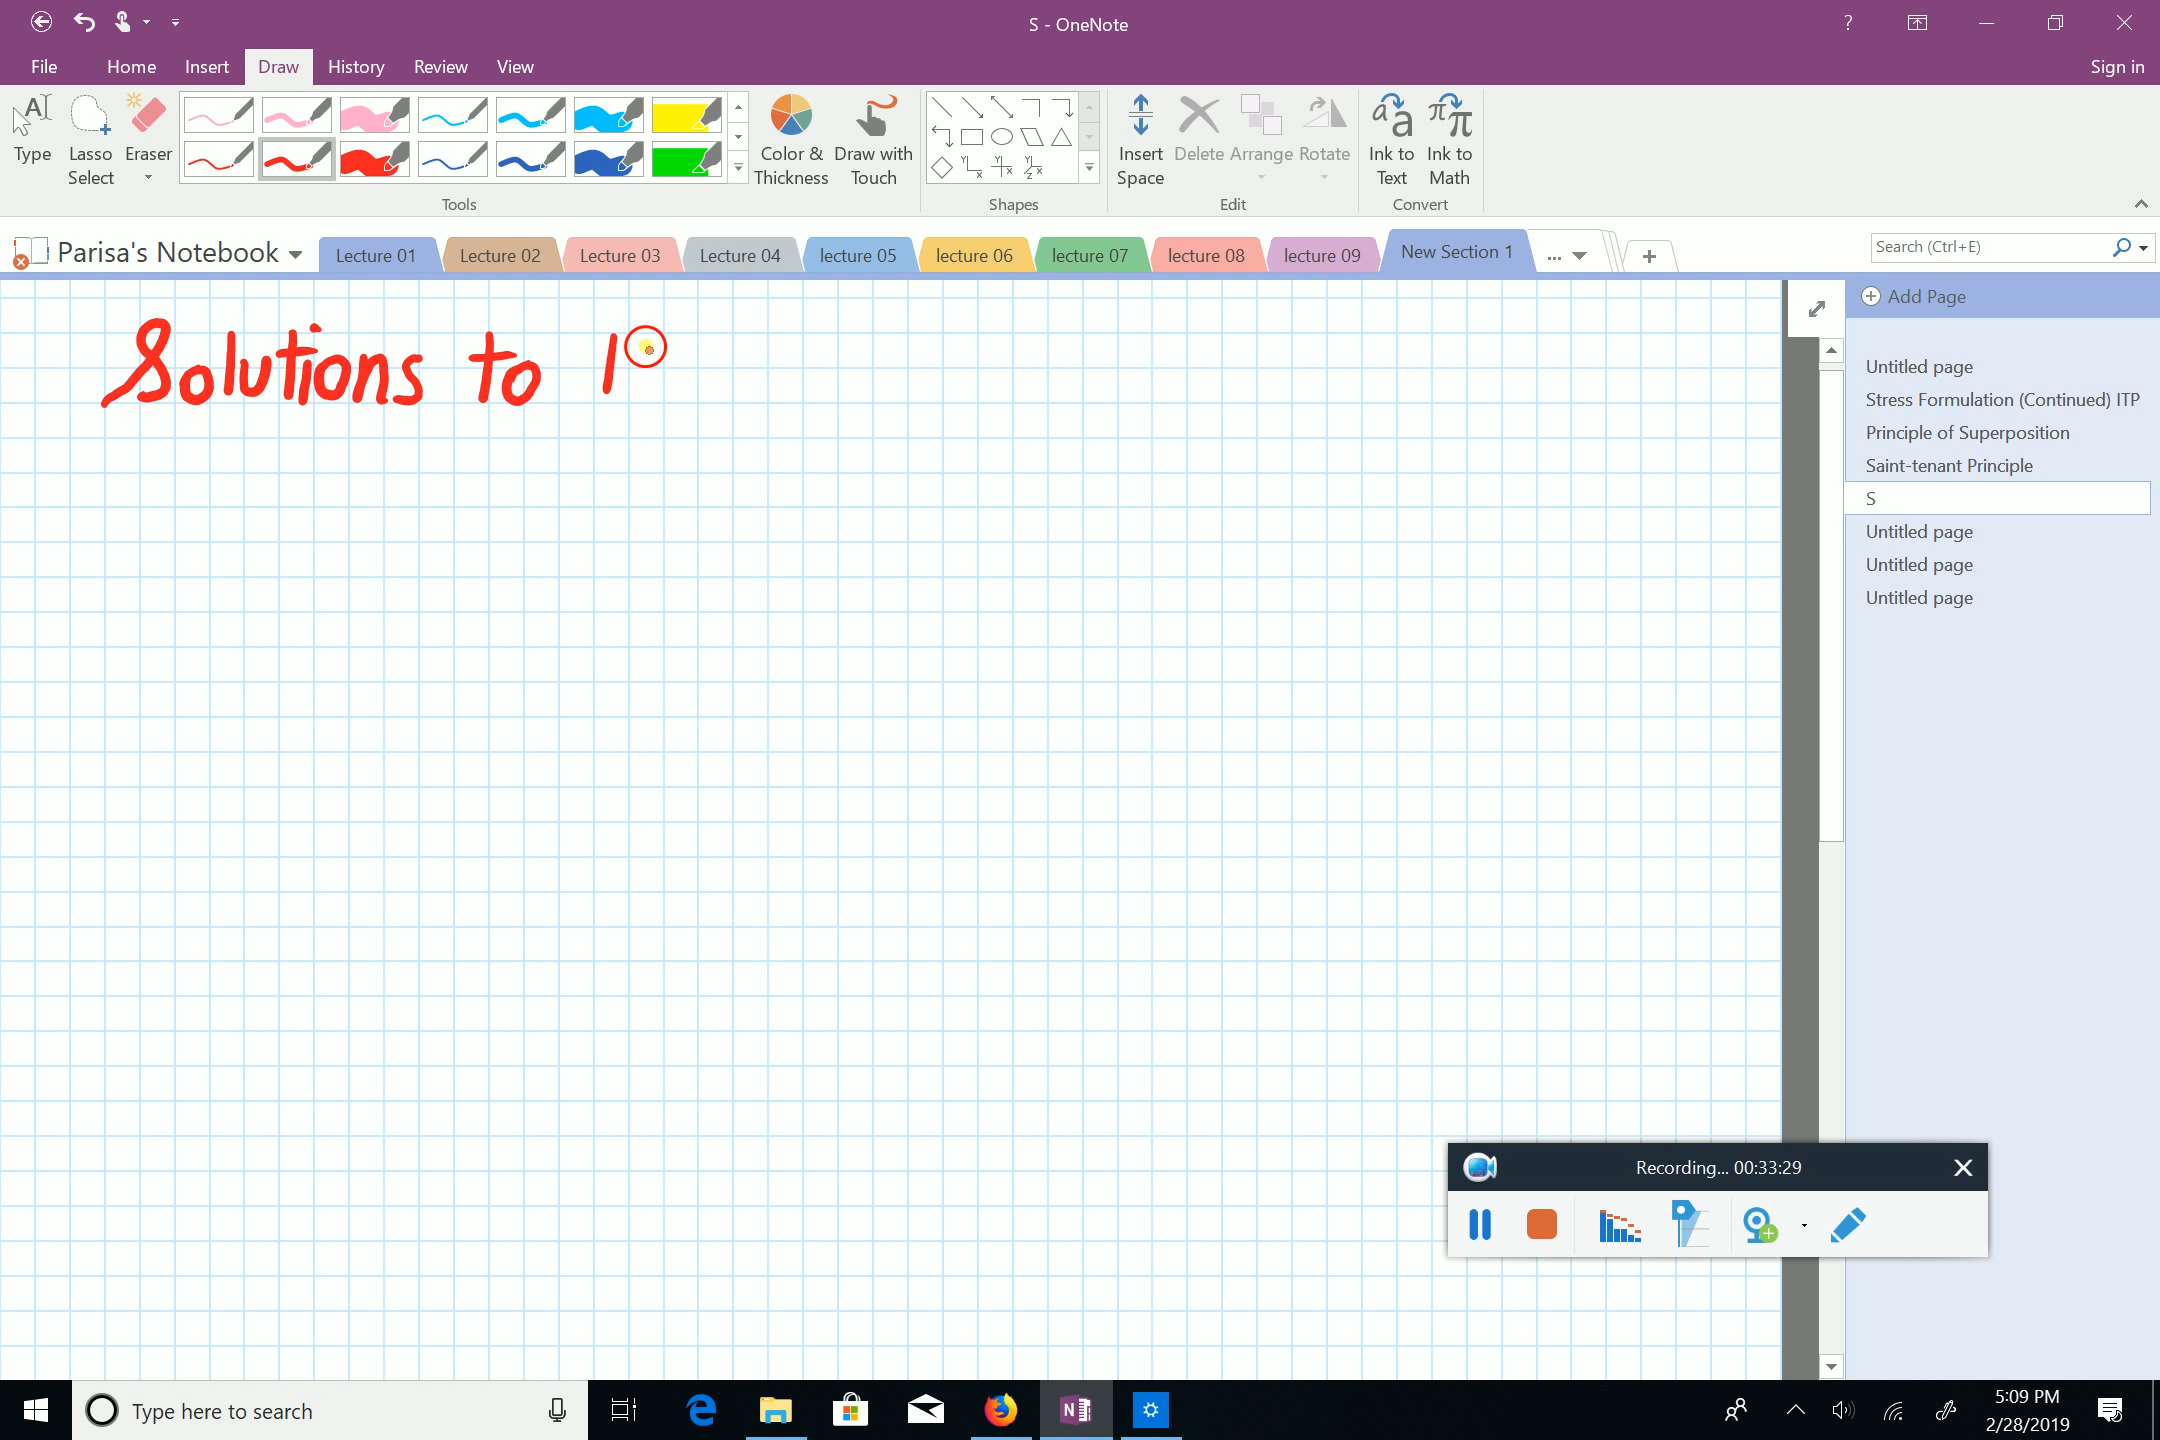 S - OneNote
?
File Home Insert Draw History Review View Sign in
Type Lasso Select Eraser Color & Thickness Draw with Touch Insert Space Delete Arrange Rotate Ink to Text Ink to Math
Tools Shapes Edit Convert
Parisa's Notebook Lecture 01 Lecture 02 Lecture 03 Lecture 04 lecture 05 lecture 06 lecture 07 lecture 08 lecture 09 New Section 1 ... + Search (Ctrl+E)
Add Page
Solutions to
Untitled page
Stress Formulation (Continued) ITP
Principle of Superposition
Saint-tenant Principle
S
Untitled page
Untitled page
Untitled page
Recording... 00:33:29
Type here to search
5:09 PM
2/28/2019